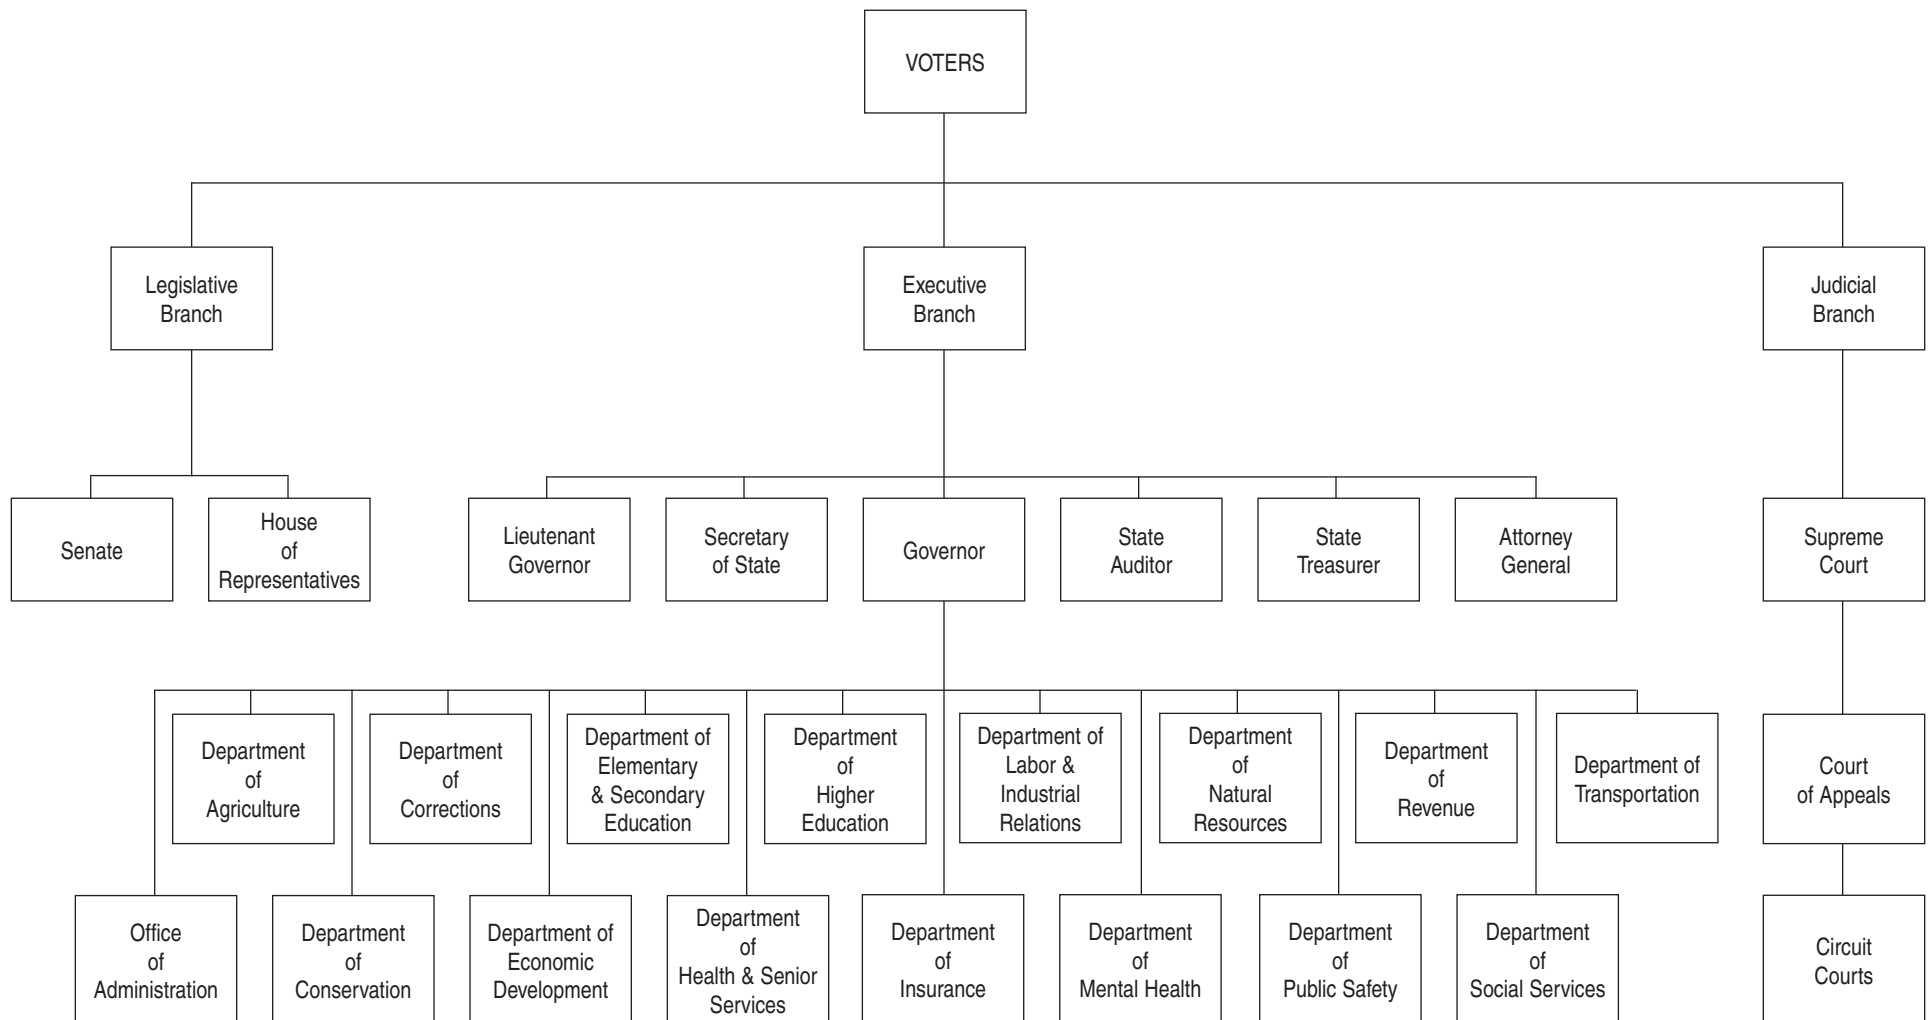 VOTERS
Legislative
Branch
Executive
Branch
Judicial
Branch
Senate
House
of
Representatives
Lieutenant
Governor
Secretary
of State
Governor
State
Auditor
State
Treasurer
Attorney
General
Supreme
Court
Department
of
Agriculture
Department
of
Corrections
Department of
Elementary
& Secondary
Education
Department
of
Higher
Education
Department of
Labor &
Industrial
Relations
Department
of
Natural
Resources
Department
of
Revenue
Department of
Transportation
Court
of Appeals
Office
of
Administration
Department
of
Conservation
Department of
Economic
Development
Department
of
Health & Senior
Services
Department
of
Insurance
Department
of
Mental Health
Department
of
Public Safety
Department
of
Social Services
Circuit
Courts